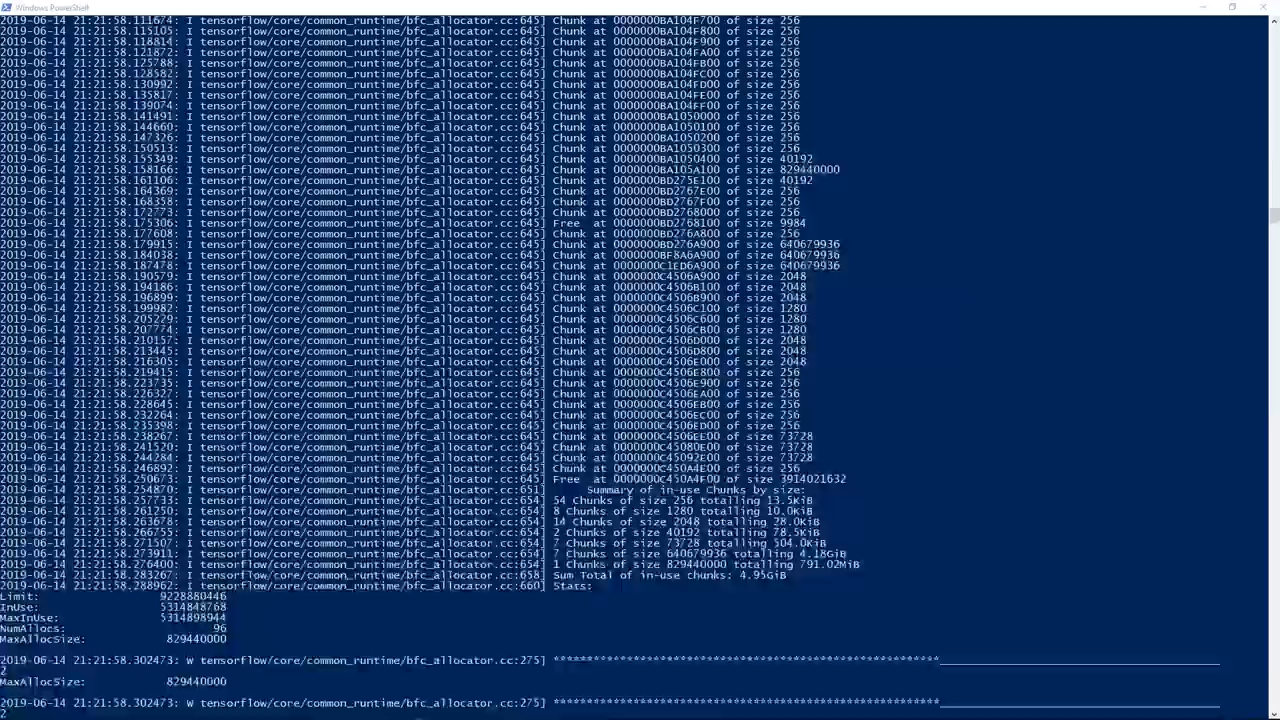 Windows PowerShell
2019-06-14 21:21:58.111674: I tensorflow/core/common_runtime/bfc_allocator.cc:645] Chunk at 0000000BA104F700 of size 256
2019-06-14 21:21:58.115105: I tensorflow/core/common_runtime/bfc_allocator.cc:645] Chunk at 0000000BA104F800 of size 256
2019-06-14 21:21:58.118814: I tensorflow/core/common_runtime/bfc_allocator.cc:645] Chunk at 0000000BA104F900 of size 256
2019-06-14 21:21:58.121872: I tensorflow/core/common_runtime/bfc_allocator.cc:645] Chunk at 0000000BA104FA00 of size 256
2019-06-14 21:21:58.125788: I tensorflow/core/common_runtime/bfc_allocator.cc:645] Chunk at 0000000BA104FB00 of size 256
2019-06-14 21:21:58.128582: I tensorflow/core/common_runtime/bfc_allocator.cc:645] Chunk at 0000000BA104FC00 of size 256
2019-06-14 21:21:58.130992: I tensorflow/core/common_runtime/bfc_allocator.cc:645] Chunk at 0000000BA104FD00 of size 256
2019-06-14 21:21:58.135817: I tensorflow/core/common_runtime/bfc_allocator.cc:645] Chunk at 0000000BA104FE00 of size 256
2019-06-14 21:21:58.139074: I tensorflow/core/common_runtime/bfc_allocator.cc:645] Chunk at 0000000BA104FF00 of size 256
2019-06-14 21:21:58.141491: I tensorflow/core/common_runtime/bfc_allocator.cc:645] Chunk at 0000000BA1050000 of size 256
2019-06-14 21:21:58.144660: I tensorflow/core/common_runtime/bfc_allocator.cc:645] Chunk at 0000000BA1050100 of size 256
2019-06-14 21:21:58.147326: I tensorflow/core/common_runtime/bfc_allocator.cc:645] Chunk at 0000000BA1050200 of size 256
2019-06-14 21:21:58.150513: I tensorflow/core/common_runtime/bfc_allocator.cc:645] Chunk at 0000000BA1050300 of size 256
2019-06-14 21:21:58.155349: I tensorflow/core/common_runtime/bfc_allocator.cc:645] Chunk at 0000000BA1050400 of size 40192
2019-06-14 21:21:58.158166: I tensorflow/core/common_runtime/bfc_allocator.cc:645] Chunk at 0000000BA105A100 of size 829440000
2019-06-14 21:21:58.161106: I tensorflow/core/common_runtime/bfc_allocator.cc:645] Chunk at 0000000BD275E100 of size 40192
2019-06-14 21:21:58.164369: I tensorflow/core/common_runtime/bfc_allocator.cc:645] Chunk at 0000000BD2767E00 of size 256
2019-06-14 21:21:58.168358: I tensorflow/core/common_runtime/bfc_allocator.cc:645] Chunk at 0000000BD2767F00 of size 256
2019-06-14 21:21:58.172773: I tensorflow/core/common_runtime/bfc_allocator.cc:645] Chunk at 0000000BD2768000 of size 256
2019-06-14 21:21:58.175306: I tensorflow/core/common_runtime/bfc_allocator.cc:645] Free  at 0000000BD2768100 of size 9984
2019-06-14 21:21:58.177608: I tensorflow/core/common_runtime/bfc_allocator.cc:645] Chunk at 0000000BD276A800 of size 256
2019-06-14 21:21:58.179915: I tensorflow/core/common_runtime/bfc_allocator.cc:645] Chunk at 0000000BD276A900 of size 640679936
2019-06-14 21:21:58.184038: I tensorflow/core/common_runtime/bfc_allocator.cc:645] Chunk at 0000000BF8A6A900 of size 640679936
2019-06-14 21:21:58.187478: I tensorflow/core/common_runtime/bfc_allocator.cc:645] Chunk at 0000000C1ED6A900 of size 640679936
2019-06-14 21:21:58.190579: I tensorflow/core/common_runtime/bfc_allocator.cc:645] Chunk at 0000000C4506A900 of size 2048
2019-06-14 21:21:58.194186: I tensorflow/core/common_runtime/bfc_allocator.cc:645] Chunk at 0000000C4506B100 of size 2048
2019-06-14 21:21:58.196899: I tensorflow/core/common_runtime/bfc_allocator.cc:645] Chunk at 0000000C4506B900 of size 2048
2019-06-14 21:21:58.199982: I tensorflow/core/common_runtime/bfc_allocator.cc:645] Chunk at 0000000C4506C100 of size 1280
2019-06-14 21:21:58.205229: I tensorflow/core/common_runtime/bfc_allocator.cc:645] Chunk at 0000000C4506C600 of size 1280
2019-06-14 21:21:58.207774: I tensorflow/core/common_runtime/bfc_allocator.cc:645] Chunk at 0000000C4506CB00 of size 1280
2019-06-14 21:21:58.210157: I tensorflow/core/common_runtime/bfc_allocator.cc:645] Chunk at 0000000C4506D000 of size 2048
2019-06-14 21:21:58.213445: I tensorflow/core/common_runtime/bfc_allocator.cc:645] Chunk at 0000000C4506D800 of size 2048
2019-06-14 21:21:58.216305: I tensorflow/core/common_runtime/bfc_allocator.cc:645] Chunk at 0000000C4506E000 of size 2048
2019-06-14 21:21:58.219415: I tensorflow/core/common_runtime/bfc_allocator.cc:645] Chunk at 0000000C4506E800 of size 256
2019-06-14 21:21:58.223735: I tensorflow/core/common_runtime/bfc_allocator.cc:645] Chunk at 0000000C4506E900 of size 256
2019-06-14 21:21:58.226327: I tensorflow/core/common_runtime/bfc_allocator.cc:645] Chunk at 0000000C4506EA00 of size 256
2019-06-14 21:21:58.228645: I tensorflow/core/common_runtime/bfc_allocator.cc:645] Chunk at 0000000C4506EB00 of size 256
2019-06-14 21:21:58.232264: I tensorflow/core/common_runtime/bfc_allocator.cc:645] Chunk at 0000000C4506EC00 of size 256
2019-06-14 21:21:58.235398: I tensorflow/core/common_runtime/bfc_allocator.cc:645] Chunk at 0000000C4506ED00 of size 256
2019-06-14 21:21:58.238267: I tensorflow/core/common_runtime/bfc_allocator.cc:645] Chunk at 0000000C4506EE00 of size 73728
2019-06-14 21:21:58.241520: I tensorflow/core/common_runtime/bfc_allocator.cc:645] Chunk at 0000000C45080E00 of size 73728
2019-06-14 21:21:58.244284: I tensorflow/core/common_runtime/bfc_allocator.cc:645] Chunk at 0000000C45092E00 of size 73728
2019-06-14 21:21:58.246892: I tensorflow/core/common_runtime/bfc_allocator.cc:645] Chunk at 0000000C450A4E00 of size 256
2019-06-14 21:21:58.250673: I tensorflow/core/common_runtime/bfc_allocator.cc:645] Free  at 0000000C450A4F00 of size 3914021632
2019-06-14 21:21:58.254870: I tensorflow/core/common_runtime/bfc_allocator.cc:651]      Summary of in-use Chunks by size:
2019-06-14 21:21:58.257733: I tensorflow/core/common_runtime/bfc_allocator.cc:654] 54 Chunks of size 256 totalling 13.5KiB
2019-06-14 21:21:58.261250: I tensorflow/core/common_runtime/bfc_allocator.cc:654] 8 Chunks of size 1280 totalling 10.0KiB
2019-06-14 21:21:58.263678: I tensorflow/core/common_runtime/bfc_allocator.cc:654] 14 Chunks of size 2048 totalling 28.0KiB
2019-06-14 21:21:58.266755: I tensorflow/core/common_runtime/bfc_allocator.cc:654] 2 Chunks of size 40192 totalling 78.5KiB
2019-06-14 21:21:58.271507: I tensorflow/core/common_runtime/bfc_allocator.cc:654] 7 Chunks of size 73728 totalling 504.0KiB
2019-06-14 21:21:58.273911: I tensorflow/core/common_runtime/bfc_allocator.cc:654] 7 Chunks of size 640679936 totalling 4.18GiB
2019-06-14 21:21:58.276400: I tensorflow/core/common_runtime/bfc_allocator.cc:654] 1 Chunks of size 829440000 totalling 791.02MiB
2019-06-14 21:21:58.283267: I tensorflow/core/common_runtime/bfc_allocator.cc:658] Sum Total of in-use chunks: 4.95GiB
2019-06-14 21:21:58.288962: I tensorflow/core/common_runtime/bfc_allocator.cc:660] Stats:
Limit:                  9228880446
InUse:                  5314848768
MaxInUse:               5314898944
NumAllocs:                      96
MaxAllocSize:            829440000
2019-06-14 21:21:58.302473: W tensorflow/core/common_runtime/bfc_allocator.cc:275] **********************************************************__________________________________________
2
MaxAllocSize:            829440000
2019-06-14 21:21:58.302473: W tensorflow/core/common_runtime/bfc_allocator.cc:275] **********************************************************__________________________________________
2